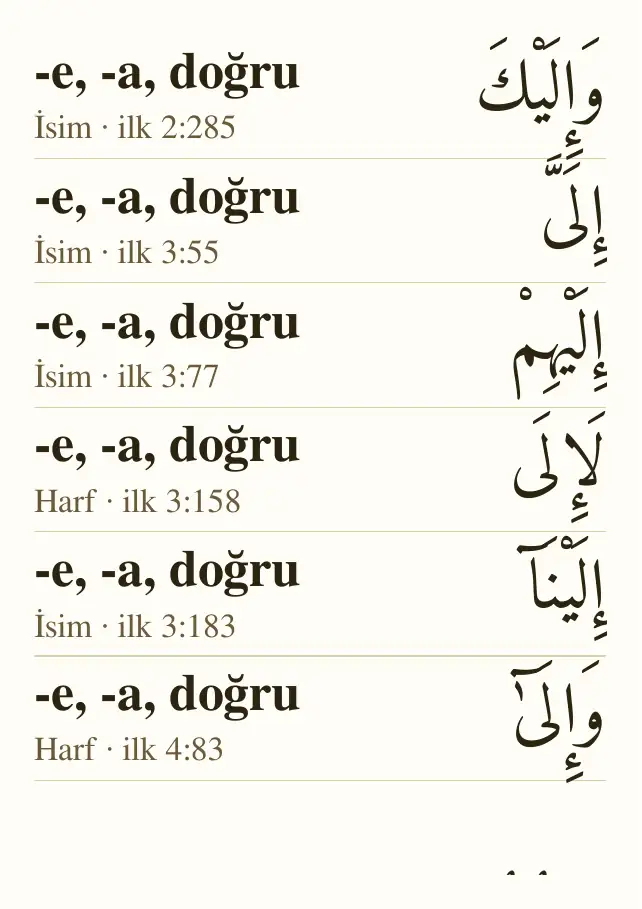 -e, -a, doğru وَإِلَيْكَ
İsim · ilk 2:285
-e, -a, doğru إِلَىَّ
İsim · ilk 3:55
-e, -a, doğru إِلَيْهِمْ
İsim · ilk 3:77
-e, -a, doğru لَإِلَى
Harf · ilk 3:158
-e, -a, doğru إِلَيْنَآ
İsim · ilk 3:183
-e, -a, doğru وَإِلَىٰٓ
Harf · ilk 4:83